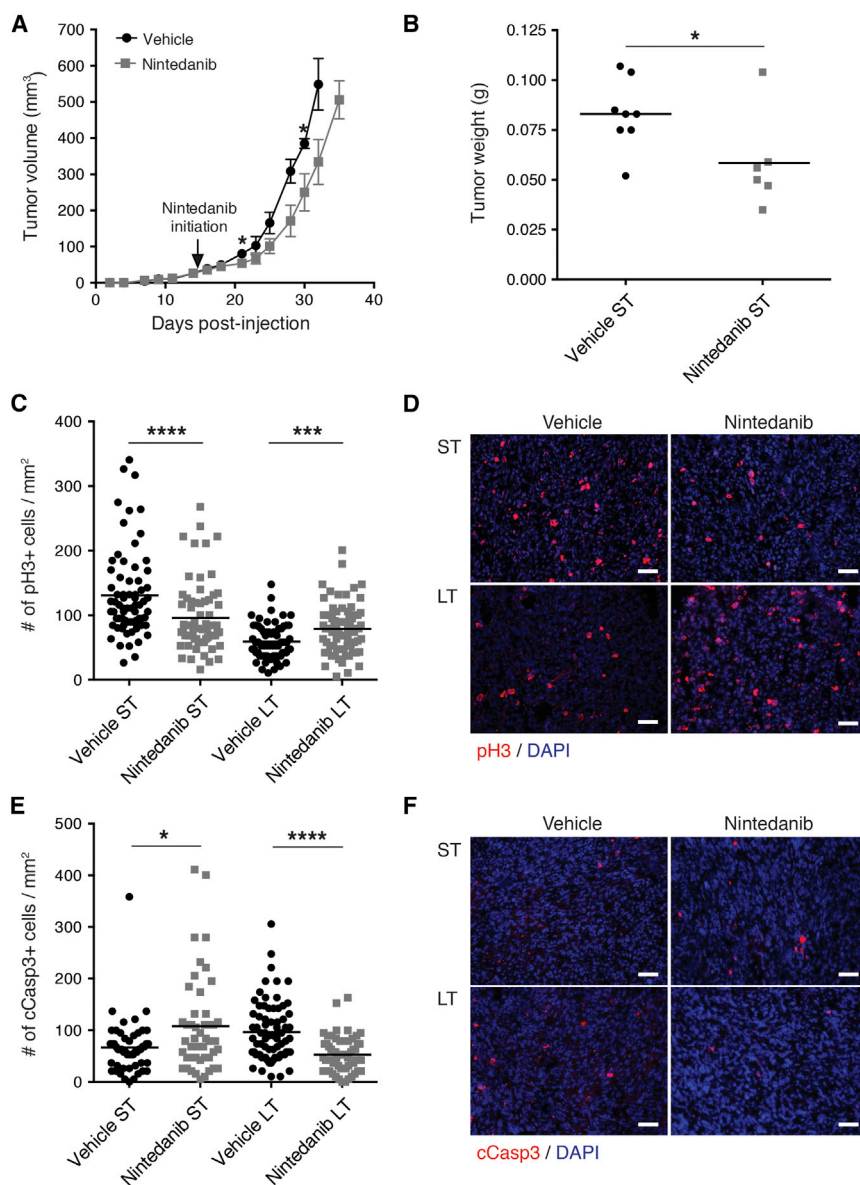 A
Vehicle
Nintedanib
Tumor volume (mm3)
700
600
500
400
300
200
100
0
Nintedanib
initiation
*
*
0 10 20 30 40
Days post-injection
B
Tumor weight (g)
0.125
0.100
0.075
0.050
0.025
0.000
*
Vehicle ST
Nintedanib ST
C
# of pH3+ cells / mm2
400
300
200
100
0
**** ***
Vehicle ST
Nintedanib ST
Vehicle LT
Nintedanib LT
D
Vehicle Nintedanib
ST
LT
pH3 / DAPI
E
# of cCasp3+ cells / mm2
500
400
300
200
100
0
* ****
Vehicle ST
Nintedanib ST
Vehicle LT
Nintedanib LT
F
Vehicle Nintedanib
ST
LT
cCasp3 / DAPI